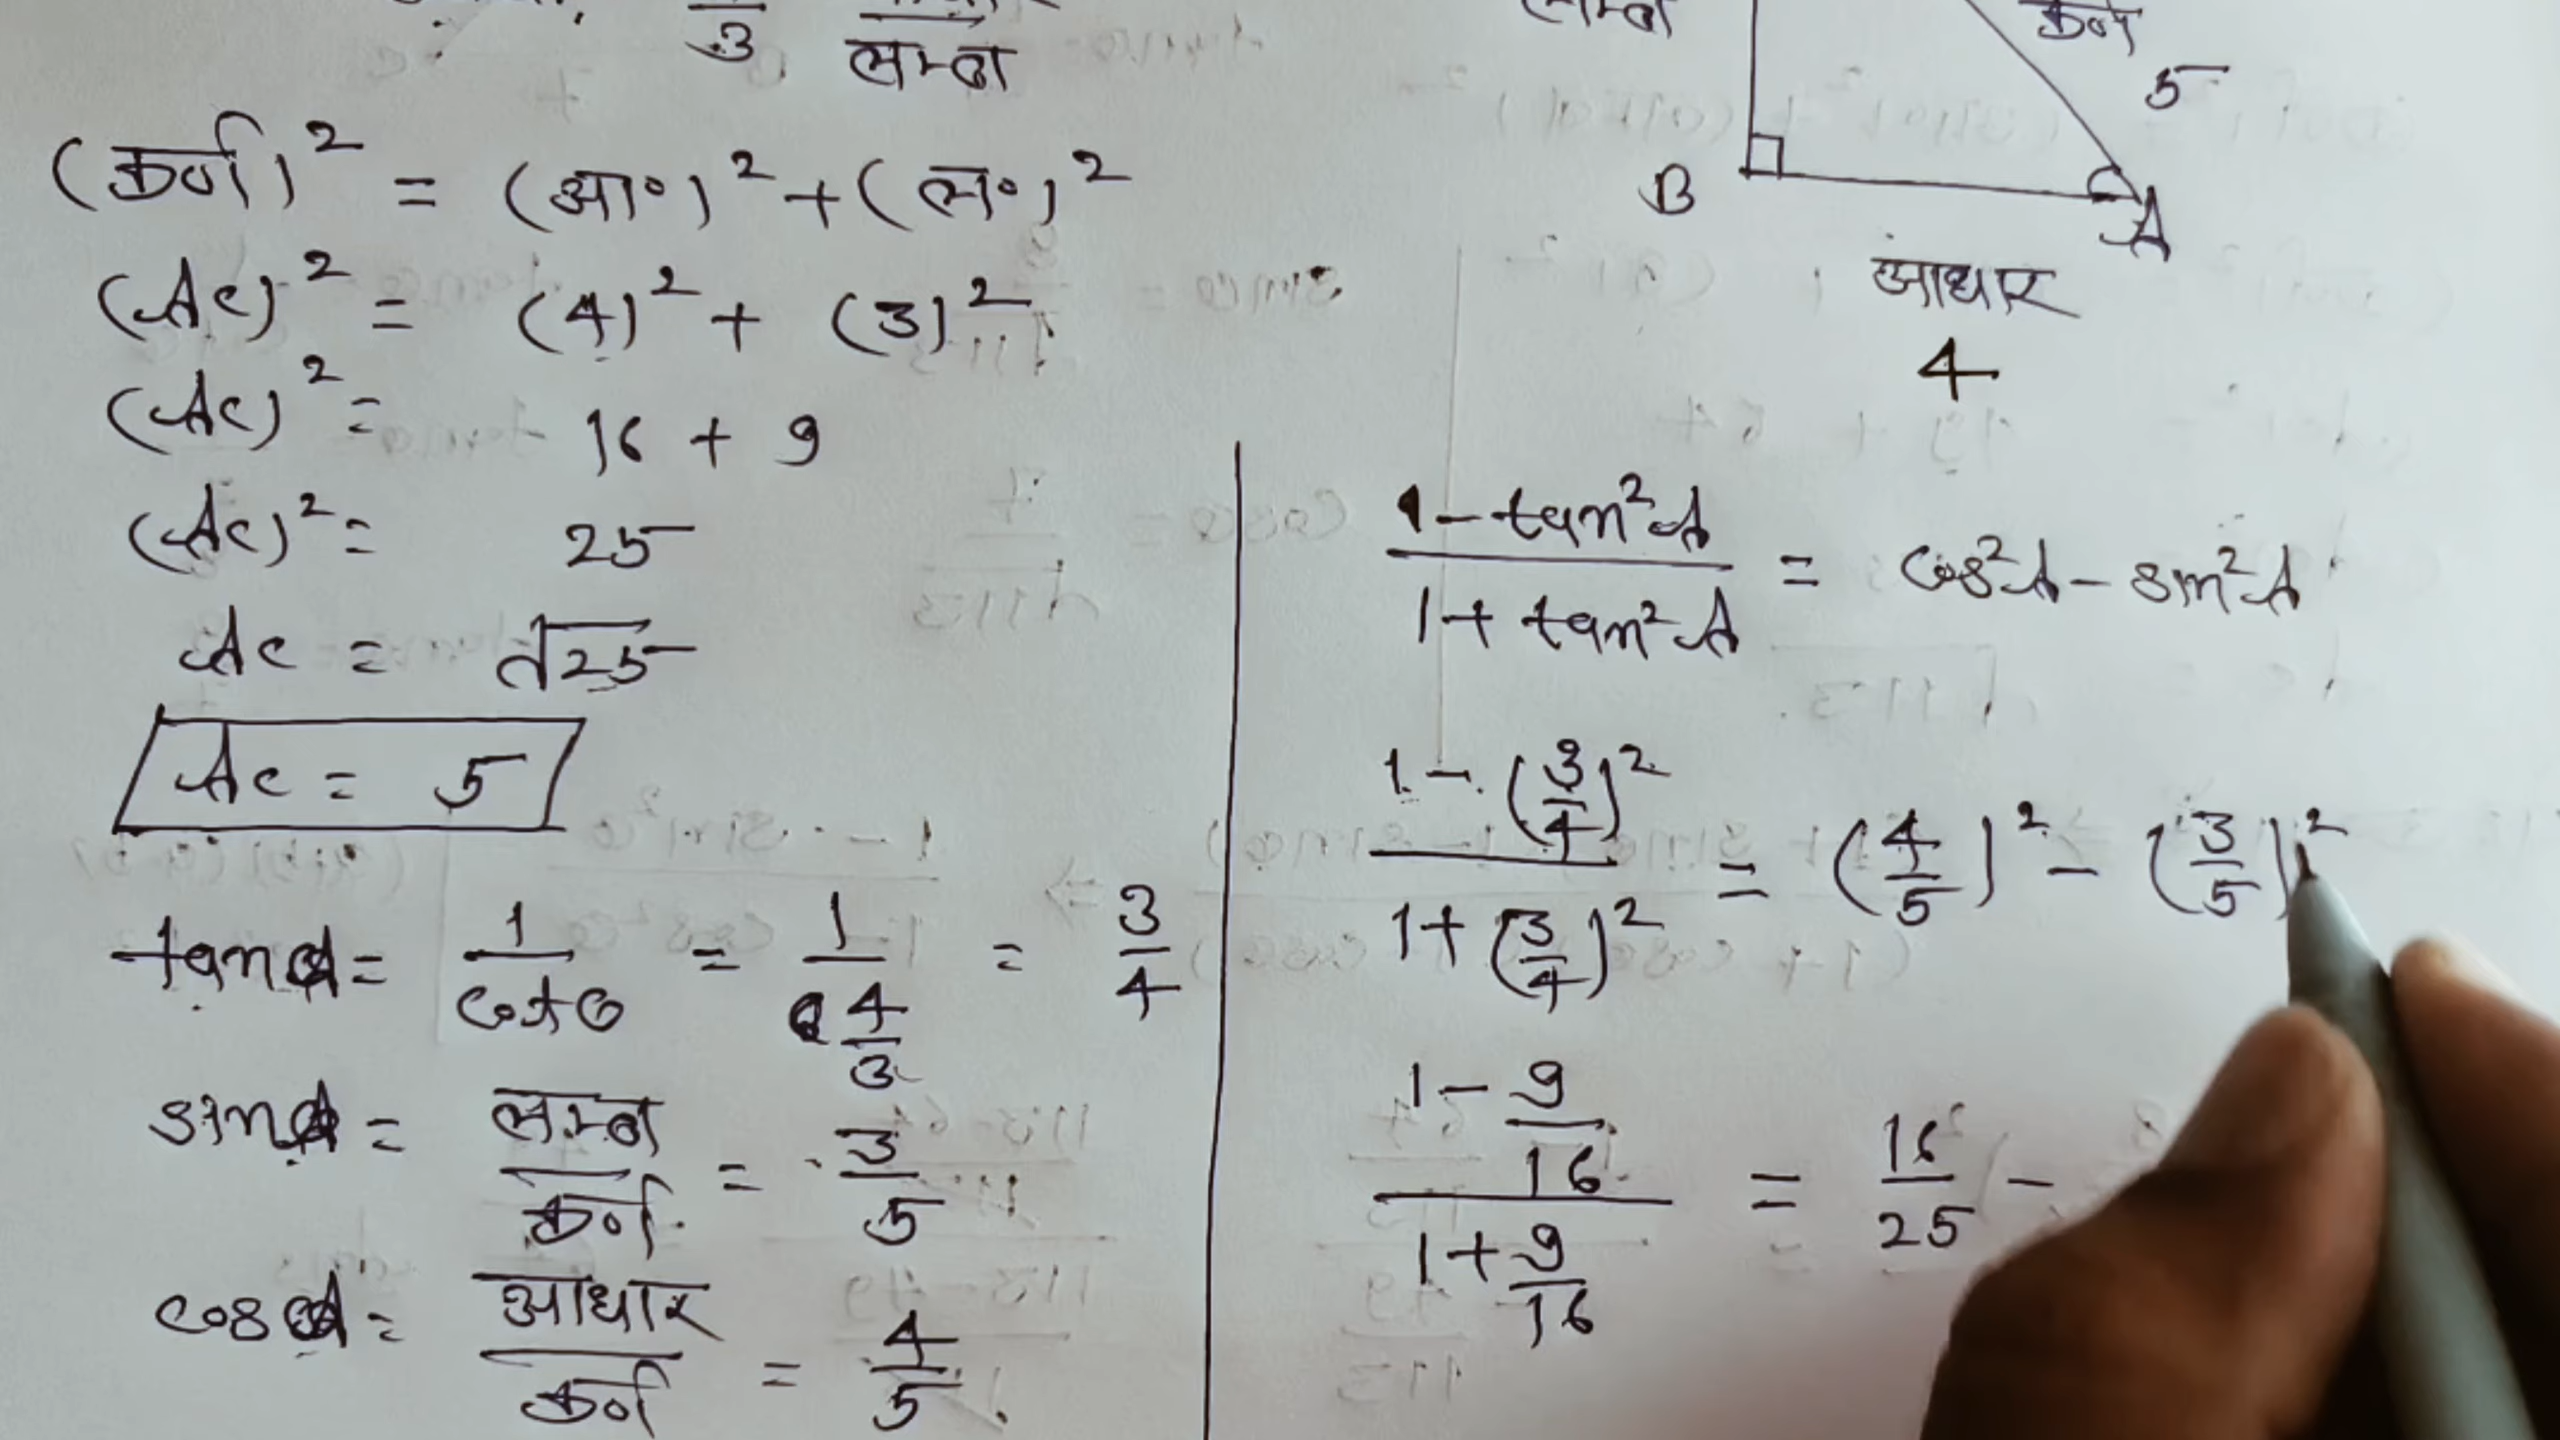 3 लम्ब
(कर्ण)² = (आ०)² + (ल०)²
(AC)² = (4)² + (3)²
(AC)² = 16 + 9
(AC)² = 25
AC = √25
AC = 5
tanA = 1/cotθ = 1/(4/3) = 3/4
sinA = लम्ब/कर्ण = 3/5
cosA = आधार/कर्ण = 4/5
लम्ब
कर्ण
5
B
A
आधार
4
(1 - tan²A)/(1 + tan²A) = cos²A - sin²A
(1 - (3/4)²)/(1 + (3/4)²) = (4/5)² - (3/5)²
(1 - 9/16)/(1 + 9/16) = 16/25 -